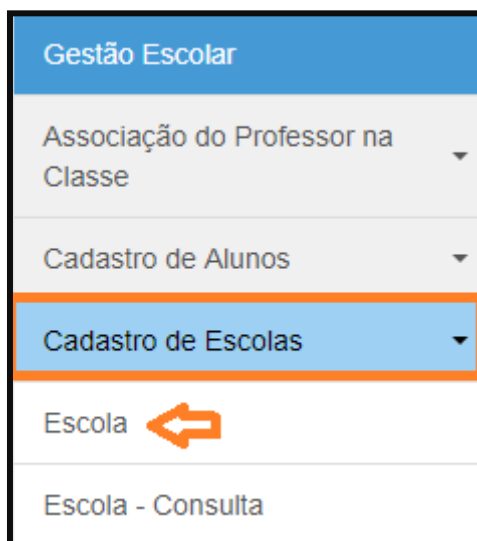 Gestão Escolar
Associação do Professor na
Classe
Cadastro de Alunos
Cadastro de Escolas
Escola
Escola - Consulta